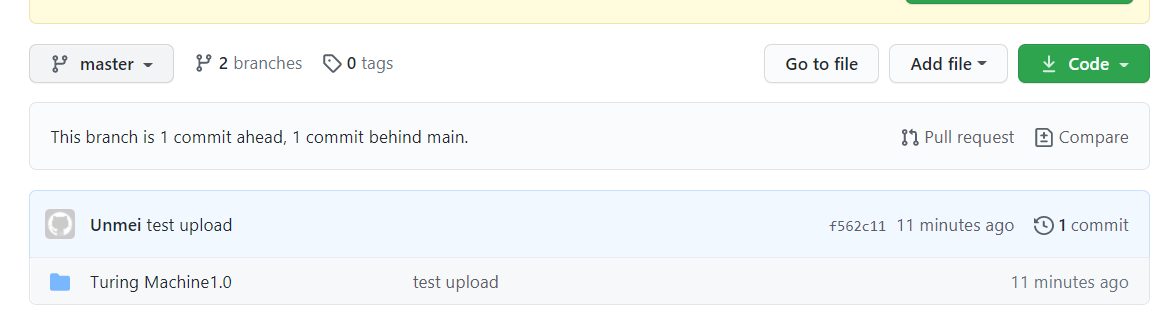 master 2 branches 0 tags Go to file Add file Code
This branch is 1 commit ahead, 1 commit behind main. Pull request Compare
Unmei test upload f562c11 11 minutes ago 1 commit
Turing Machine1.0 test upload 11 minutes ago